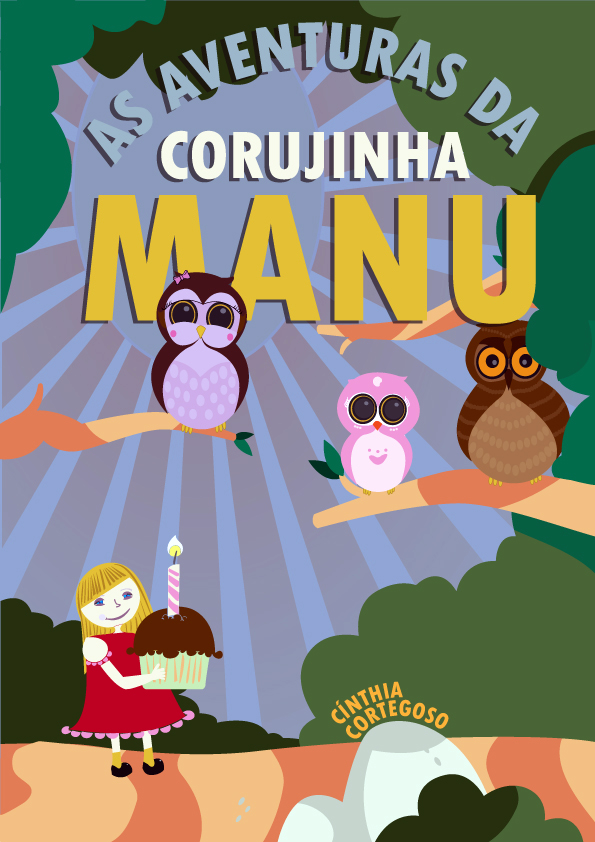 AS AVENTURAS DA
CORUJINHA
MANU
CÍNTHIA
CORTEGOSO